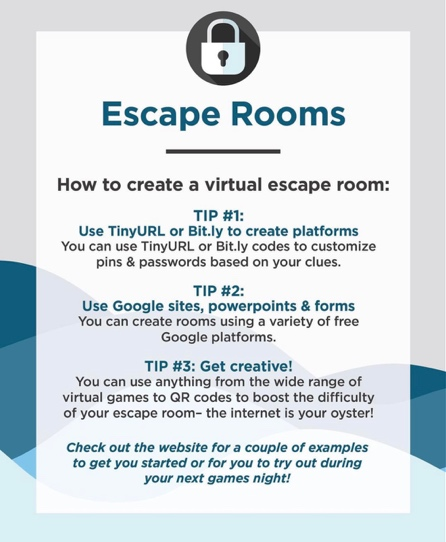 Escape Rooms
How to create a virtual escape room:
TIP #1:
Use TinyURL or Bit.ly to create platforms
You can use TinyURL or Bit.ly codes to customize
pins & passwords based on your clues.
TIP #2:
Use Google sites, powerpoints & forms
You can create rooms using a variety of free
Google platforms.
TIP #3: Get creative!
You can use anything from the wide range of
virtual games to QR codes to boost the difficulty
of your escape room– the internet is your oyster!
Check out the website for a couple of examples
to get you started or for you to try out during
your next games night!